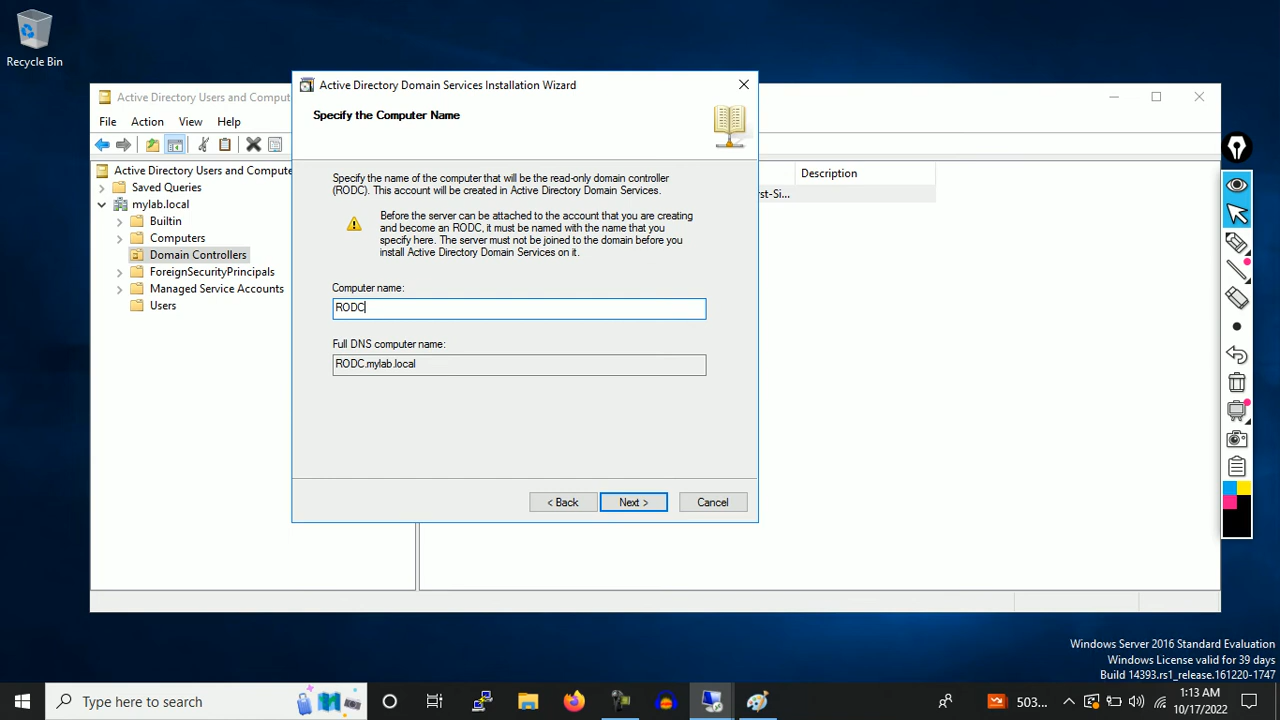 Recycle Bin
Active Directory Users and Comput
File Action View Help
Active Directory Users and Compute
Saved Queries
mylab.local
Builtin
Computers
Domain Controllers
ForeignSecurityPrincipals
Managed Service Accounts
Users
Description
rst-Si...
Active Directory Domain Services Installation Wizard
Specify the Computer Name
Specify the name of the computer that will be the read-only domain controller
(RODC). This account will be created in Active Directory Domain Services.
Before the server can be attached to the account that you are creating
and become an RODC, it must be named with the name that you
specify here. The server must not be joined to the domain before you
install Active Directory Domain Services on it.
Computer name:
RODC
Full DNS computer name:
RODC.mylab.local
< Back Next > Cancel
Windows Server 2016 Standard Evaluation
Windows License valid for 39 days
Build 14393.rs1_release.161220-1747
Type here to search
503...
1:13 AM
10/17/2022